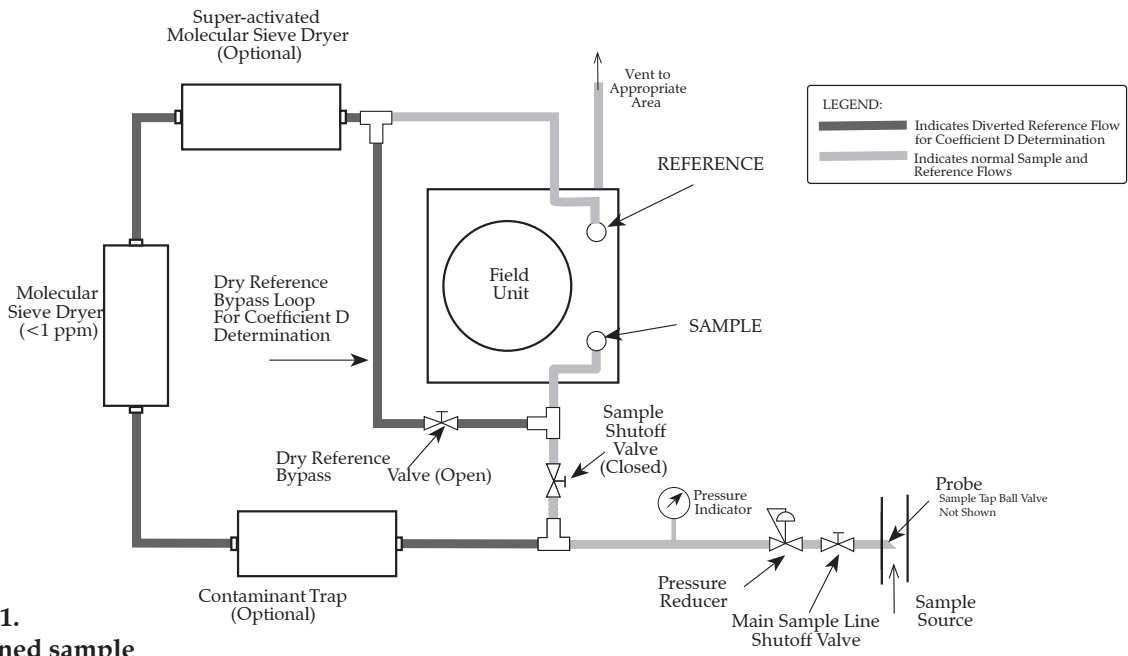 Super-activated
Molecular Sieve Dryer
(Optional)
Vent to
Appropriate
Area
LEGEND:
Indicates Diverted Reference Flow
for Coefficient D Determination
Indicates normal Sample and
Reference Flows
REFERENCE
Molecular
Sieve Dryer
(<1 ppm)
Dry Reference
Bypass Loop
For Coefficient D
Determination
Field
Unit
SAMPLE
Sample
Shutoff
Valve
(Closed)
Dry Reference
Bypass
Valve (Open)
Pressure
Indicator
Probe
Sample Tap Ball Valve
Not Shown
Contaminant Trap
(Optional)
Pressure
Reducer
Main Sample Line
Shutoff Valve
Sample
Source
1.
ned sample